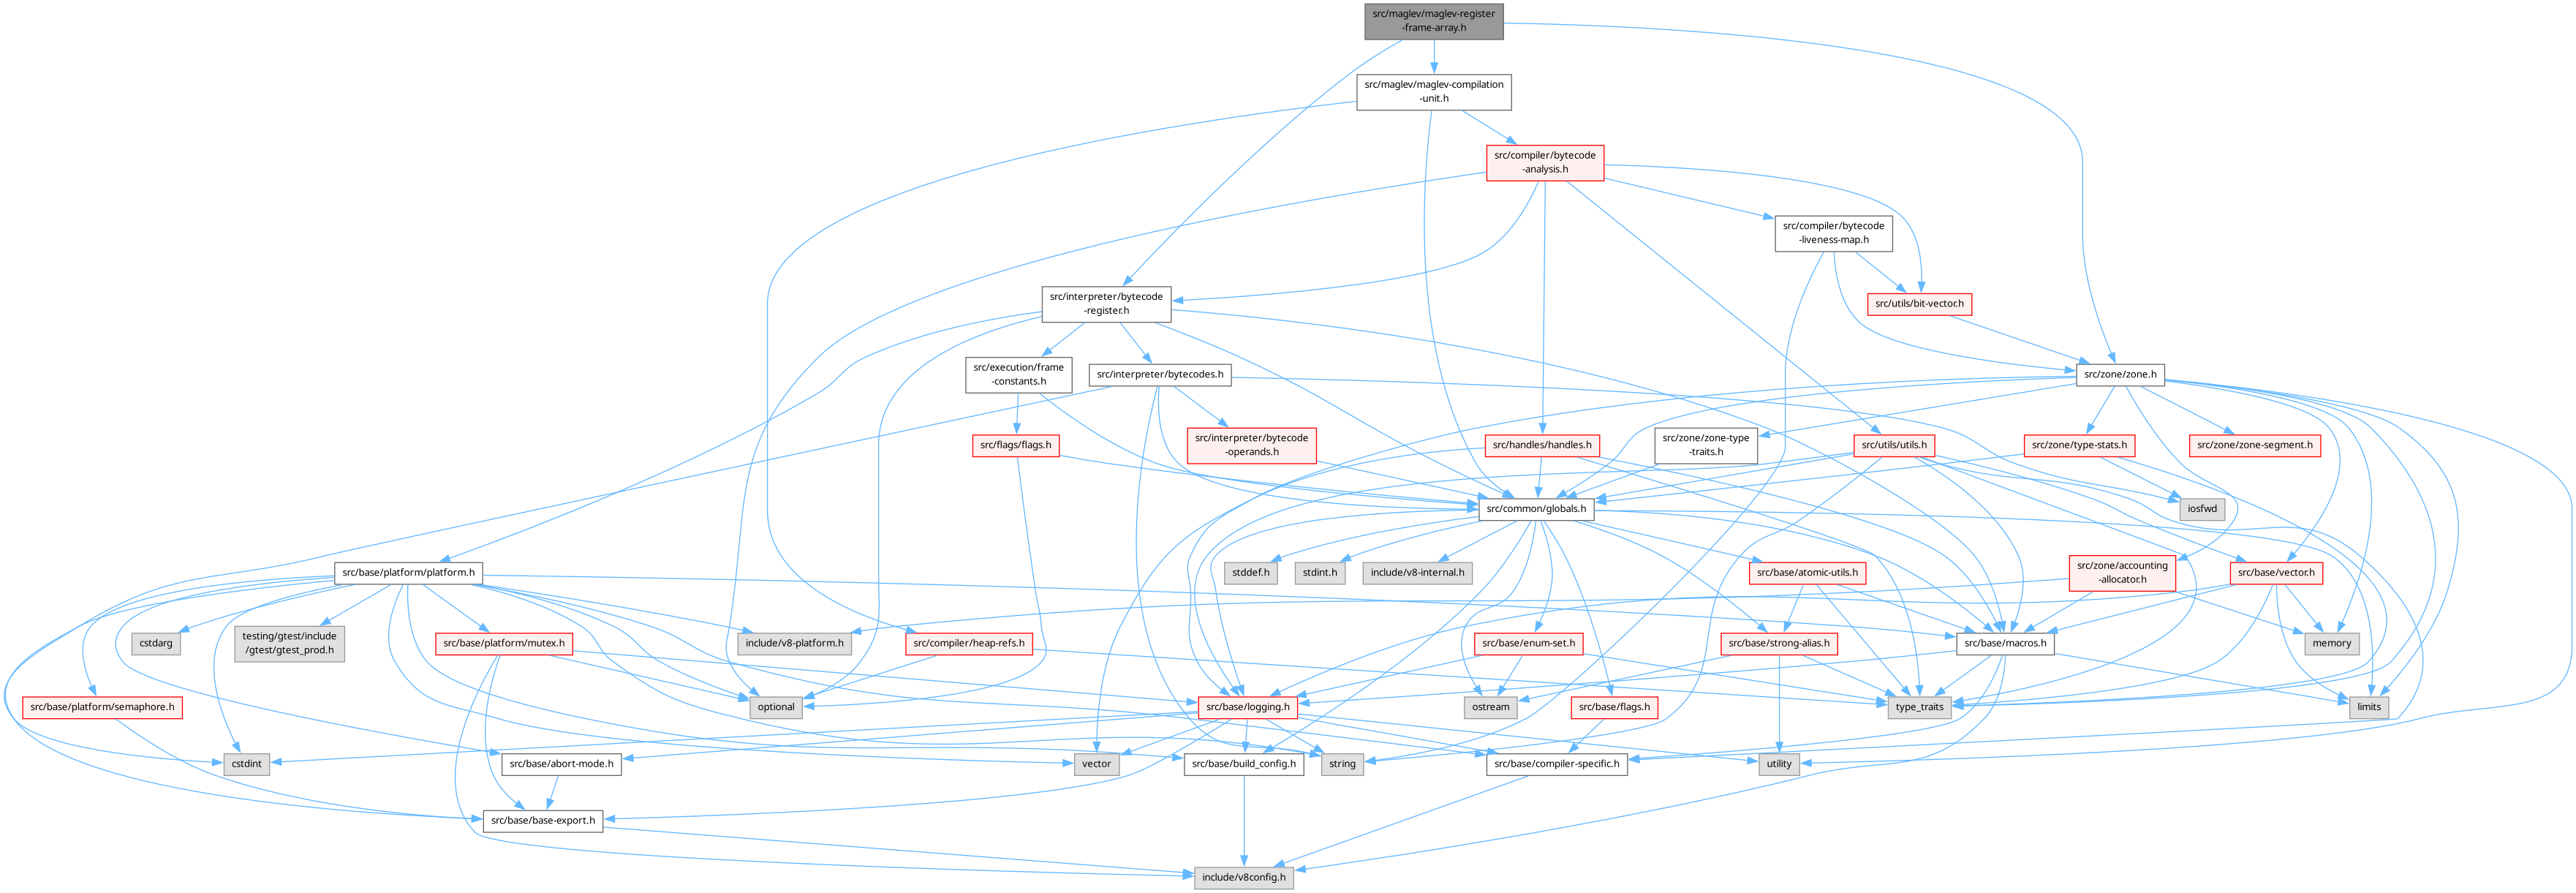 src/maglev/maglev-register
-frame-array.h
src/maglev/maglev-compilation
-unit.h
src/compiler/bytecode
-analysis.h
src/compiler/bytecode
-liveness-map.h
src/interpreter/bytecode
-register.h
src/utils/bit-vector.h
src/execution/frame
-constants.h
src/interpreter/bytecodes.h
src/zone/zone.h
src/flags/flags.h
src/interpreter/bytecode
-operands.h
src/handles/handles.h
src/zone/zone-type
-traits.h
src/utils/utils.h
src/zone/type-stats.h
src/zone/zone-segment.h
src/common/globals.h
iosfwd
src/base/platform/platform.h
stddef.h
stdint.h
include/v8-internal.h
src/base/atomic-utils.h
src/zone/accounting
-allocator.h
src/base/vector.h
cstdarg
testing/gtest/include
/gtest/gtest_prod.h
src/base/platform/mutex.h
include/v8-platform.h
src/compiler/heap-refs.h
src/base/enum-set.h
src/base/strong-alias.h
src/base/macros.h
memory
src/base/platform/semaphore.h
optional
src/base/logging.h
ostream
src/base/flags.h
type_traits
limits
cstdint
src/base/abort-mode.h
vector
src/base/build_config.h
string
src/base/compiler-specific.h
utility
src/base/base-export.h
include/v8config.h